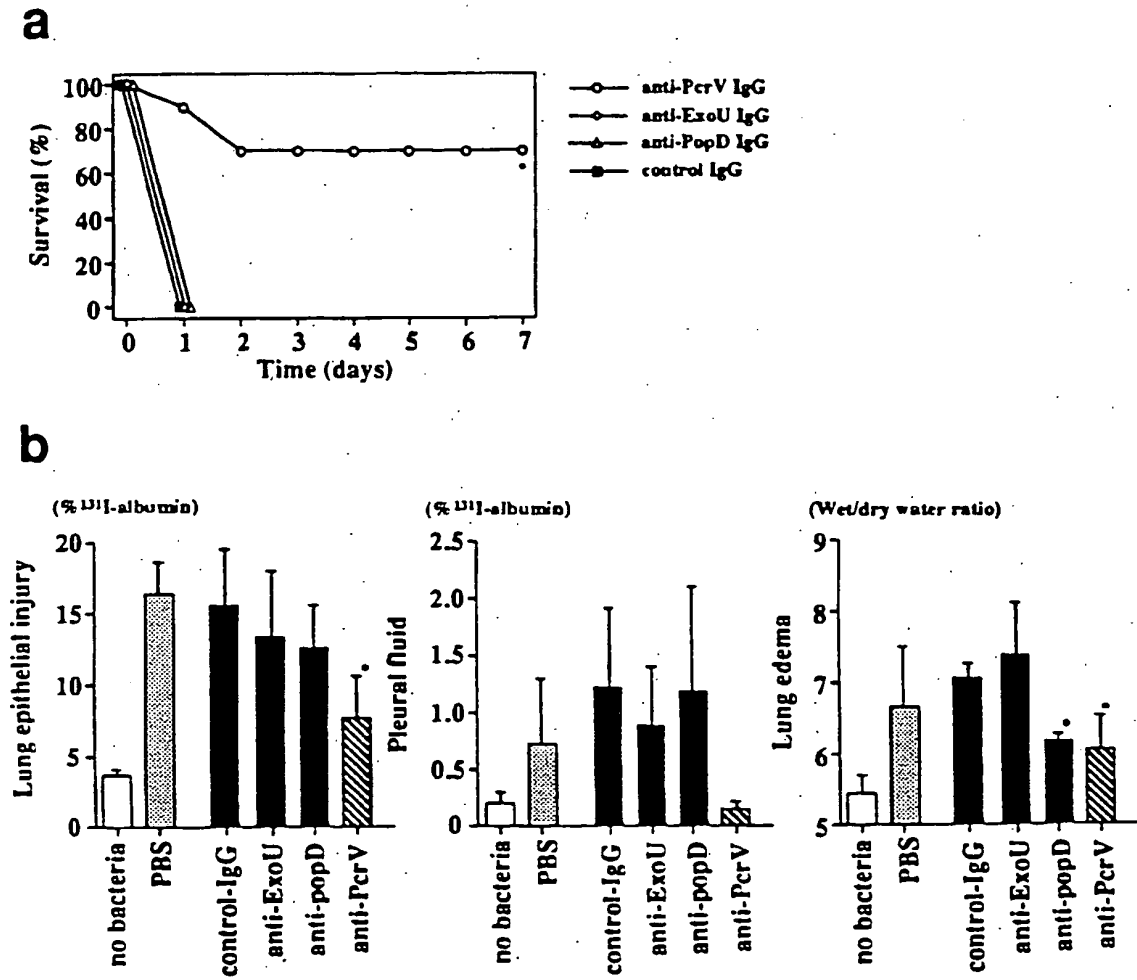 a
100
80
60
40
20
0
Survival (%)
0 1 2 3 4 5 6 7
Time (days)
anti-PcrV IgG
anti-ExoU IgG
anti-PopD IgG
control IgG
b
(% 131I-albumin)
20
15
10
5
0
Lung epithelial injury
no bacteria
PBS
control-IgG
anti-ExoU
anti-popD
anti-PcrV
(% 131I-albumin)
2.5
2.0
1.5
1.0
0.5
0
Pleural fluid
no bacteria
PBS
control-IgG
anti-ExoU
anti-popD
anti-PcrV
(Wet/dry water ratio)
9
8
7
6
5
Lung edema
no bacteria
PBS
control-IgG
anti-ExoU
anti-popD
anti-PcrV